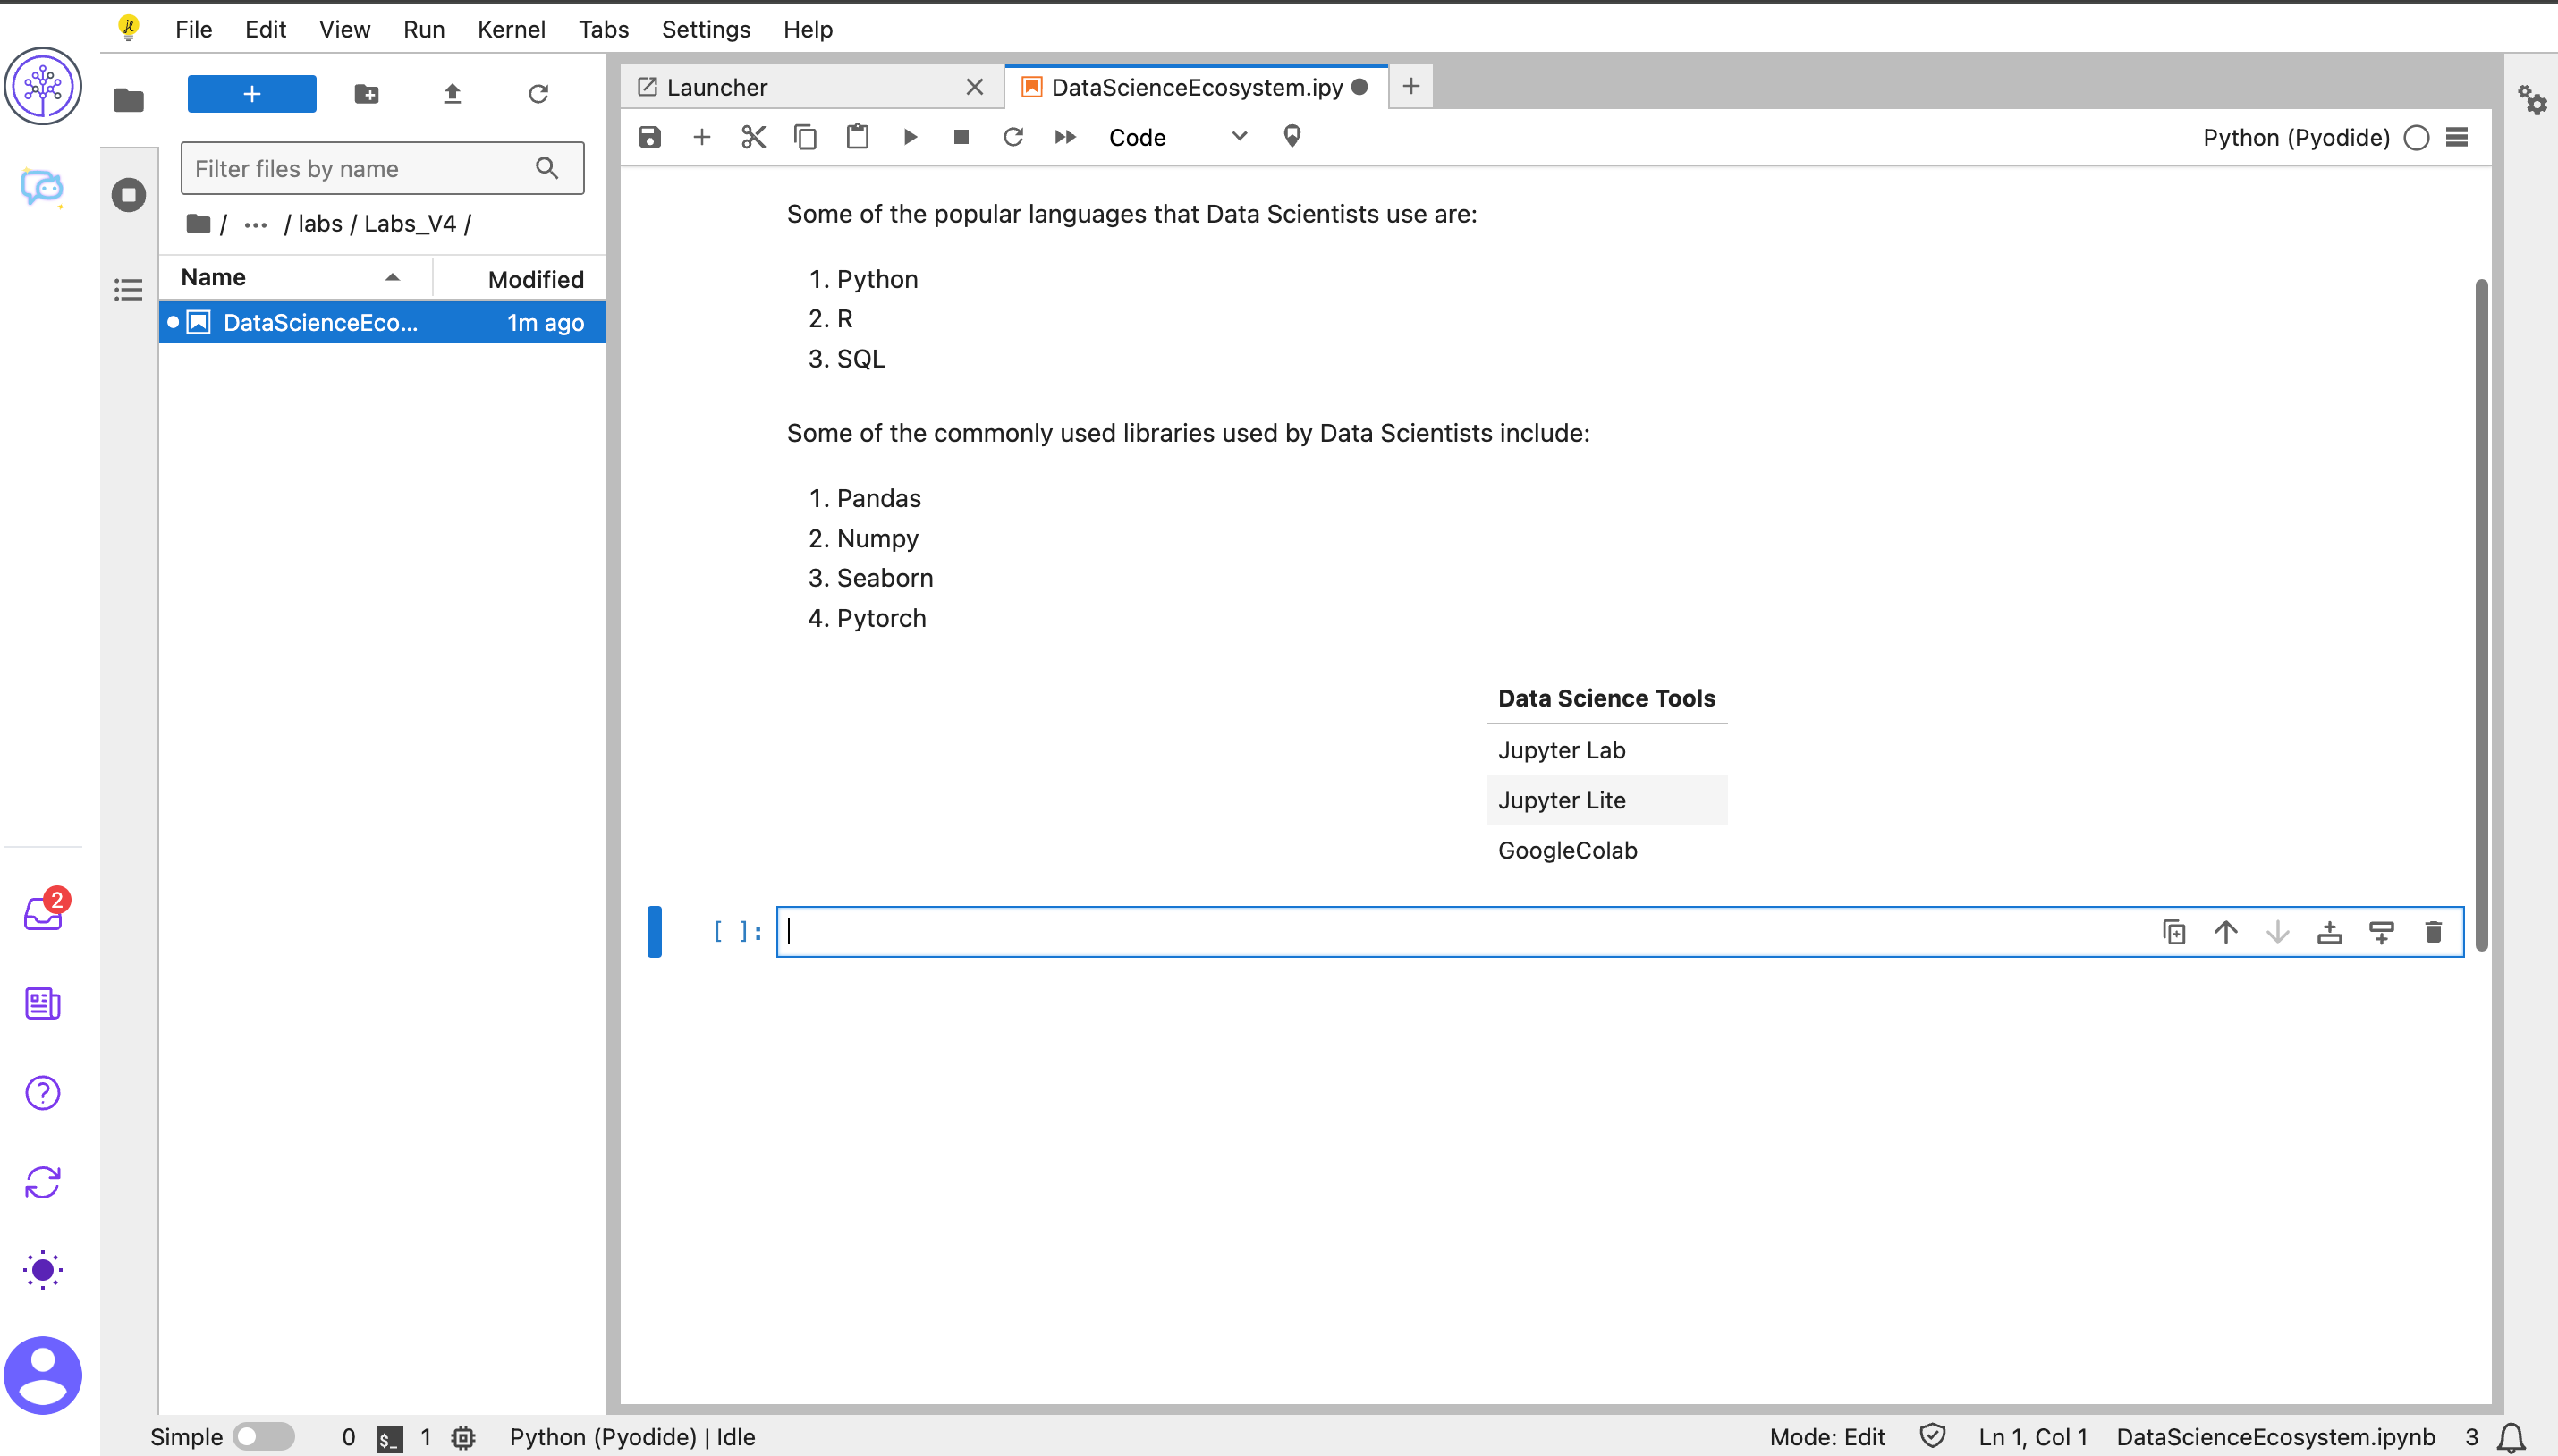 File Edit View Run Kernel Tabs Settings Help
Launcher
DataScienceEcosystem.ipy
Code
Python (Pyodide)
Filter files by name
/ ... / labs / Labs_V4 /
Name Modified
DataScienceEco... 1m ago
Some of the popular languages that Data Scientists use are:
1. Python
2. R
3. SQL
Some of the commonly used libraries used by Data Scientists include:
1. Pandas
2. Numpy
3. Seaborn
4. Pytorch
Data Science Tools
Jupyter Lab
Jupyter Lite
GoogleColab
[ ]:
2
Simple 0 $_ 1 Python (Pyodide) | Idle Mode: Edit Ln 1, Col 1 DataScienceEcosystem.ipynb 3